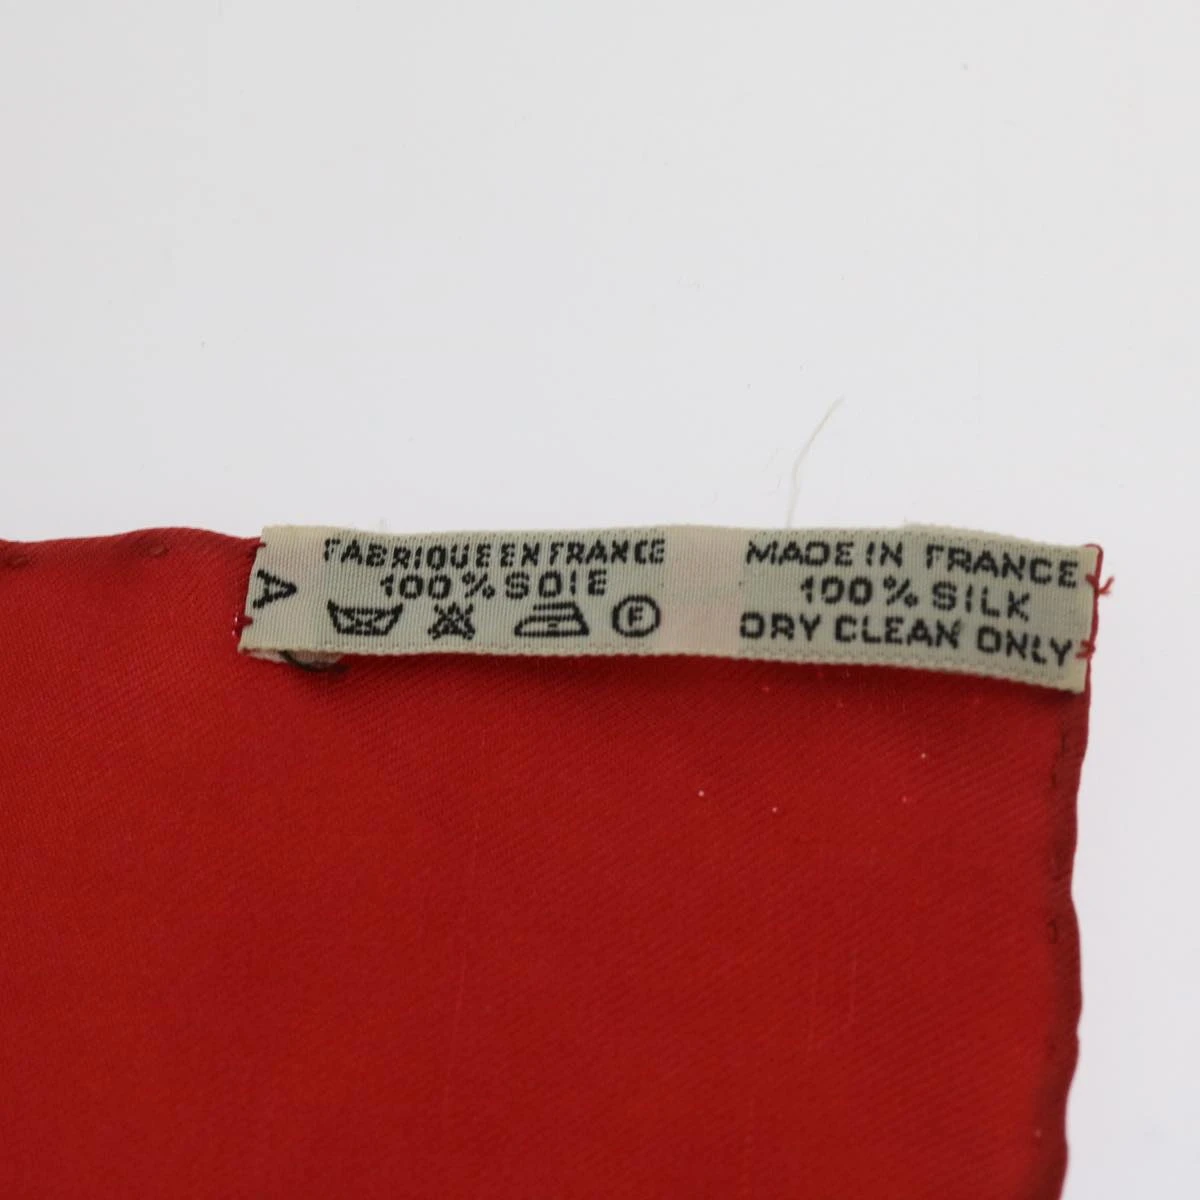 A
FABRIQUE EN FRANCE
100% SOIE
F
MADE IN FRANCE
100% SILK
DRY CLEAN ONLY